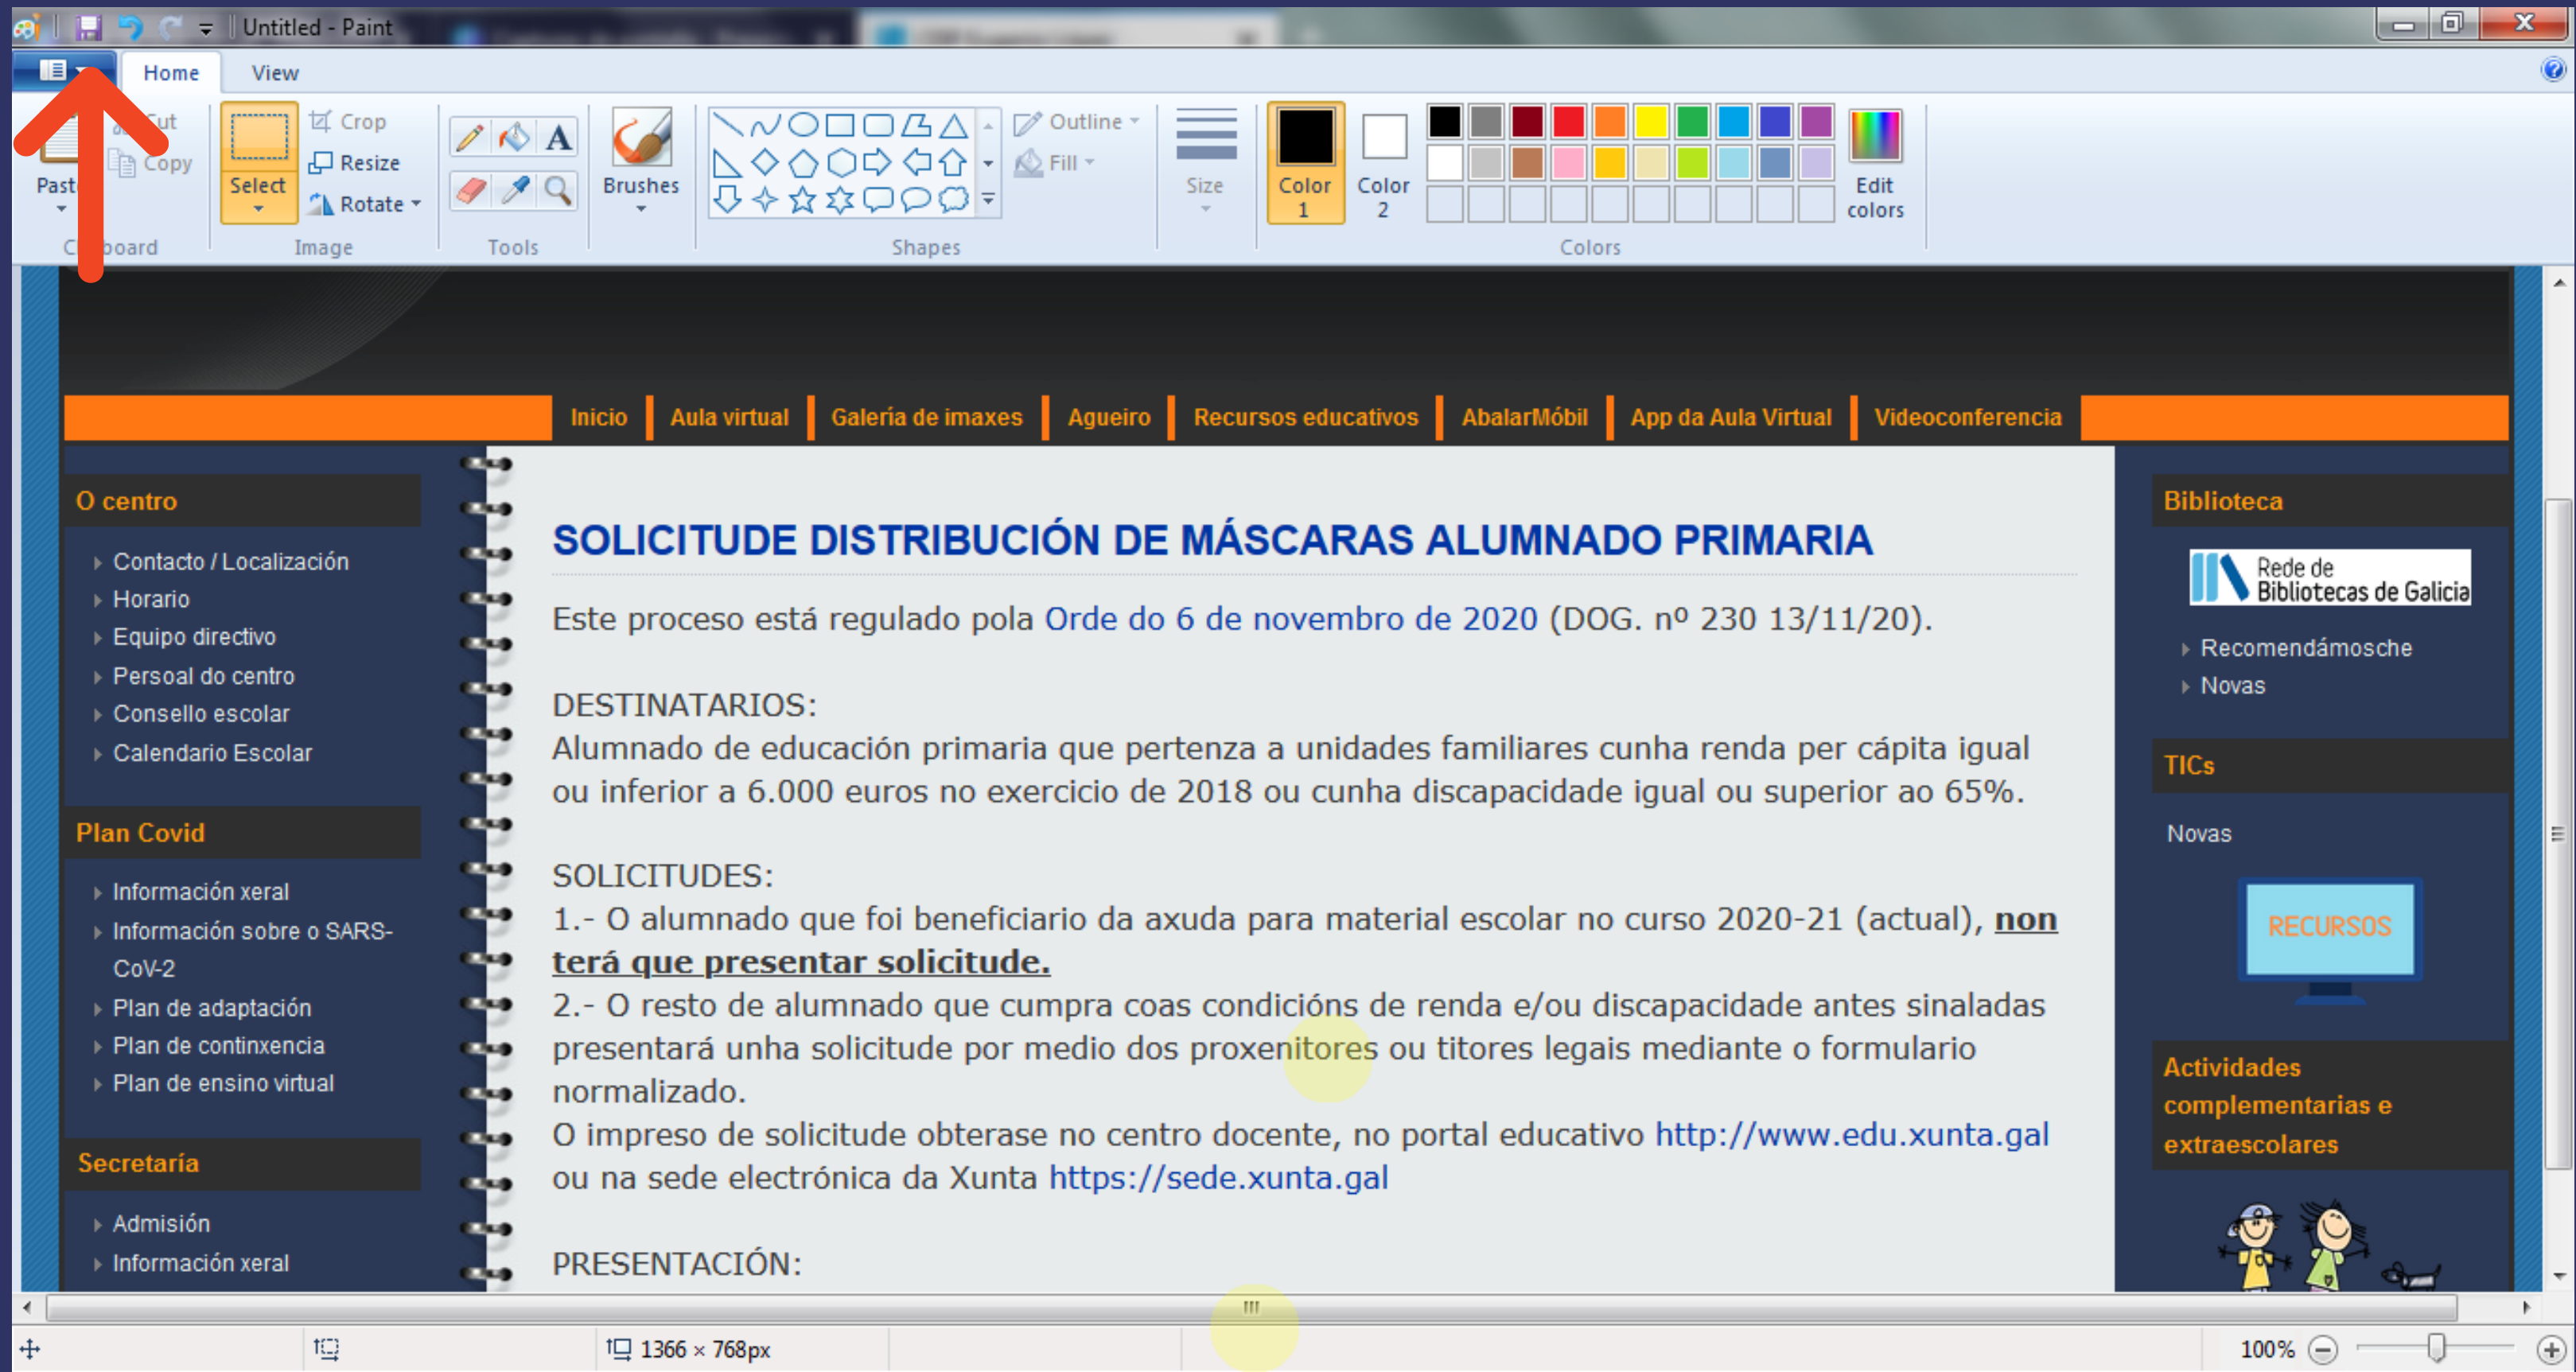 Untitled - Paint
Home View
Cut
Copy
Clipboard
Select
Crop
Resize
Rotate
Image
Tools
Brushes
Shapes
Outline
Fill
Size
Color 1
Color 2
Edit colors
Colors
Inicio Aula virtual Galería de imaxes Agueiro Recursos educativos AbalarMóbil App da Aula Virtual Videoconferencia
O centro
Contacto / Localización
Horario
Equipo directivo
Persoal do centro
Consello escolar
Calendario Escolar
Plan Covid
Información xeral
Información sobre o SARS-
CoV-2
Plan de adaptación
Plan de continxencia
Plan de ensino virtual
Secretaría
Admisión
Información xeral
SOLICITUDE DISTRIBUCIÓN DE MÁSCARAS ALUMNADO PRIMARIA
Este proceso está regulado pola Orde do 6 de novembro de 2020 (DOG. nº 230 13/11/20).
DESTINATARIOS:
Alumnado de educación primaria que pertenza a unidades familiares cunha renda per cápita igual
ou inferior a 6.000 euros no exercicio de 2018 ou cunha discapacidade igual ou superior ao 65%.
SOLICITUDES:
1.- O alumnado que foi beneficiario da axuda para material escolar no curso 2020-21 (actual), non
terá que presentar solicitude.
2.- O resto de alumnado que cumpra coas condicións de renda e/ou discapacidade antes sinaladas
presentará unha solicitude por medio dos proxenitores ou titores legais mediante o formulario
normalizado.
O impreso de solicitude obterase no centro docente, no portal educativo http://www.edu.xunta.gal
ou na sede electrónica da Xunta https://sede.xunta.gal
PRESENTACIÓN:
Biblioteca
Rede de
Bibliotecas de Galicia
Recomendámosche
Novas
TICs
Novas
RECURSOS
Actividades
complementarias e
extraescolares
1366 × 768px
100%